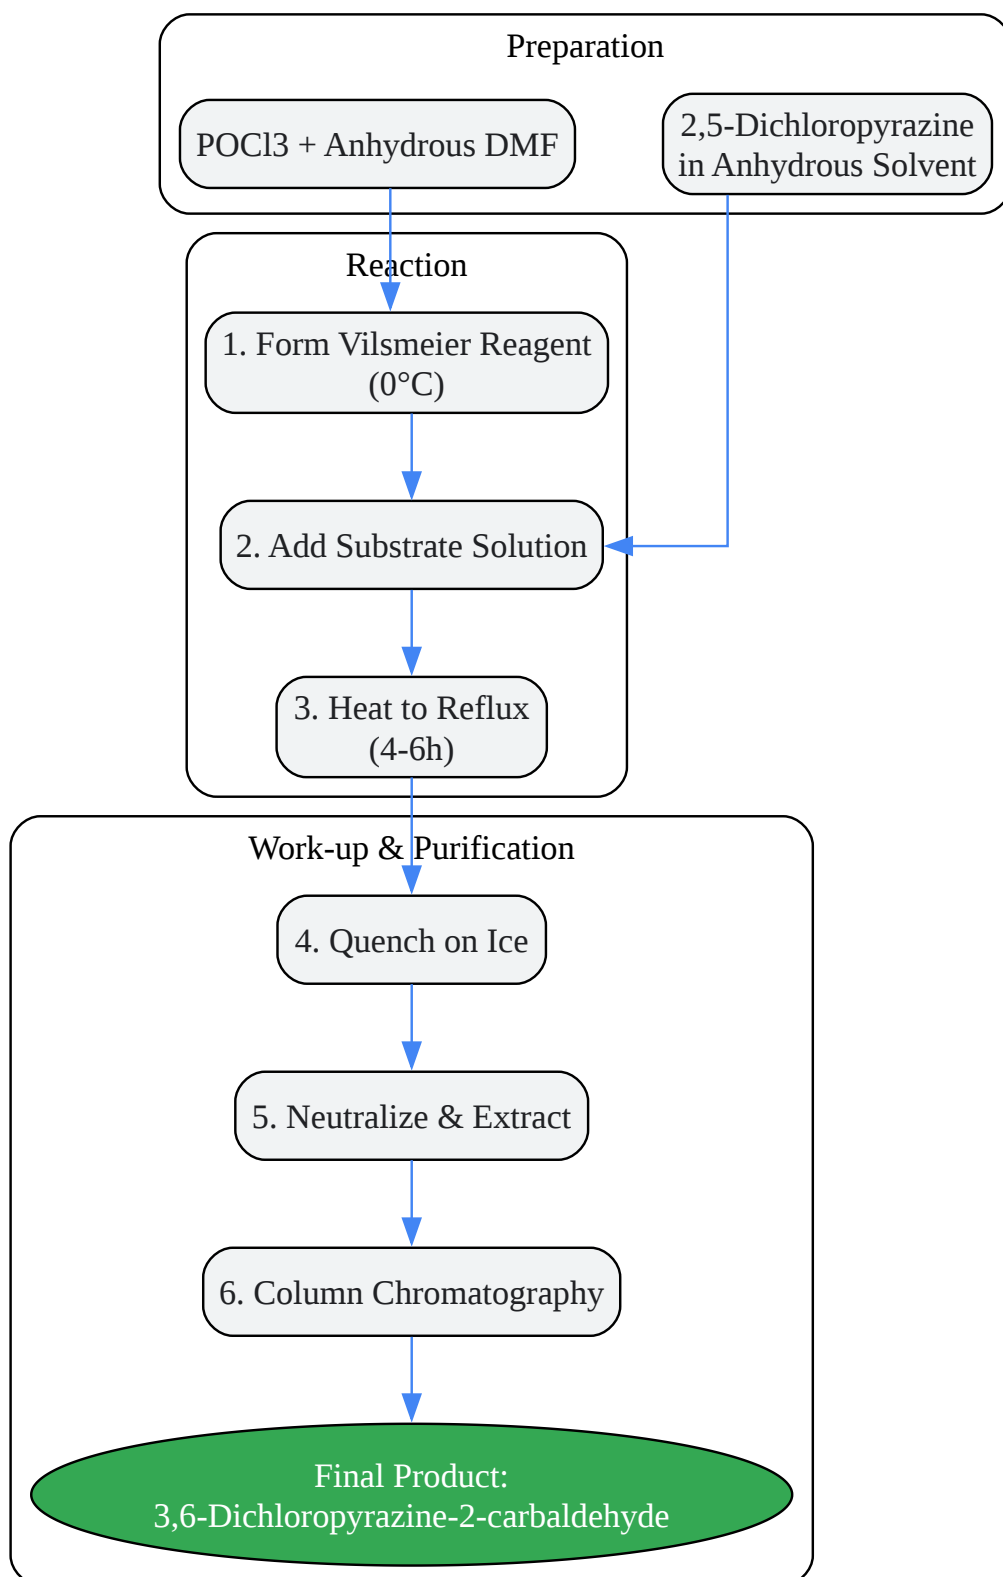 Preparation
POCl3 + Anhydrous DMF
2,5-Dichloropyrazine
in Anhydrous Solvent
Reaction
1. Form Vilsmeier Reagent
(0°C)
2. Add Substrate Solution
3. Heat to Reflux
(4-6h)
Work-up & Purification
4. Quench on Ice
5. Neutralize & Extract
6. Column Chromatography
Final Product:
3,6-Dichloropyrazine-2-carbaldehyde